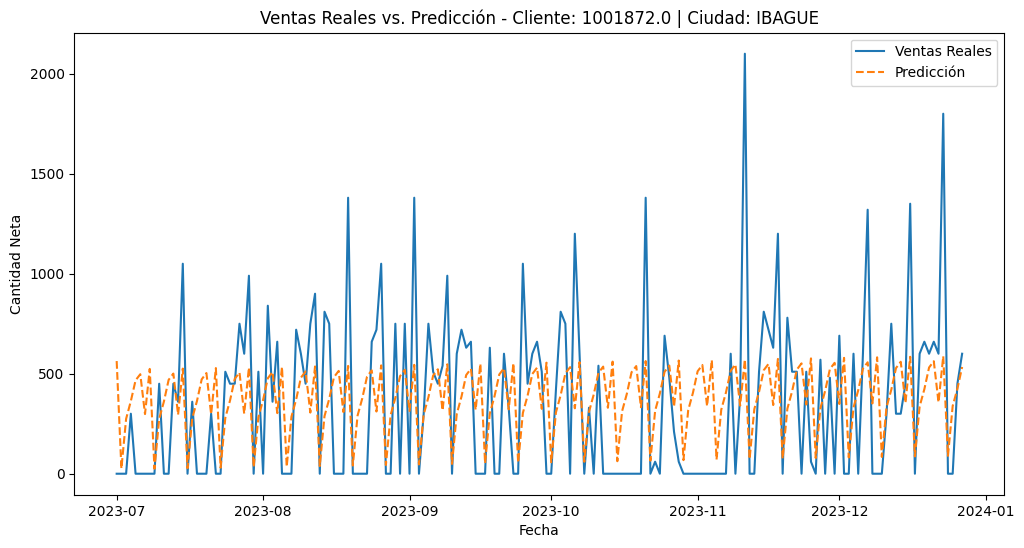 Ventas Reales vs. Predicción - Cliente: 1001872.0 | Ciudad: IBAGUE
Ventas Reales
Predicción
2000
1500
1000
500
0
Cantidad Neta
2023-07
2023-08
2023-09
2023-10
2023-11
2023-12
2024-01
Fecha